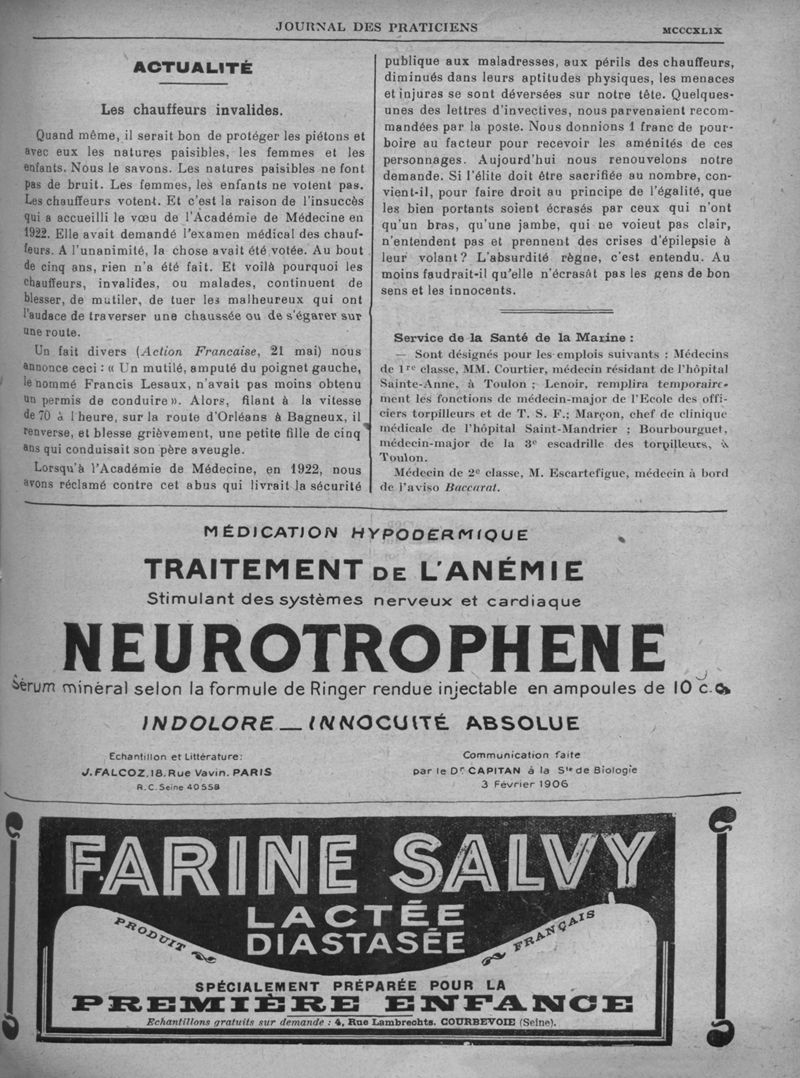 JOURNAL DES PRATICIENS
MCCCXLIX
ACTUALITÉ
Les chauffeurs invalides.
Quand même, il serait bon de protéger les piétons et
avec eux les natures paisibles, les femmes et les
enfants. Nous le savons. Les natures paisibles ne font
pas de bruit. Les femmes, les enfants ne votent pas.
Les chauffeurs votent. Et c'est la raison de l'insuccès
qui a accueilli le vœu de l'Académie de Médecine en
1922. Elle avait demandé l'examen médical des chauf-
feurs. A l'unanimité, la chose avait été votée. Au bout
de cinq ans, rien n'a été fait. Et voilà pourquoi les
chauffeurs, invalides, ou malades, continuent de
blesser, de mutiler, de tuer les malheureux qui ont
l'audace de traverser une chaussée ou de s'égarer sur
une route.
Un fait divers (Action Francaise, 21 mai) nous
annonce ceci : « Un mutilé, amputé du poignet gauche,
le nommé Francis Lesaux, n'avait pas moins obtenu
un permis de conduire ». Alors, filant à la vitesse
de 70 à l heure, sur la route d'Orléans à Bagneux, il
renverse, et blesse grièvement, une petite fille de cinq
ans qui conduisait son père aveugle.
Lorsqu'à l'Académie de Médecine, en 1922, nous
avons réclamé contre cet abus qui livrait la sécurité
publique aux maladresses, aux périls des chauffeurs,
diminués dans leurs aptitudes physiques, les menaces
et injures se sont déversées sur notre tête. Quelques-
unes des lettres d'invectives, nous parvenaient recom-
mandées par la poste. Nous donnions 1 franc de pour-
boire au facteur pour recevoir les aménités de ces
personnages. Aujourd'hui nous renouvelons notre
demande. Si l'élite doit être sacrifiée au nombre, con-
vient-il, pour faire droit au principe de l'égalité, que
les bien portants soient écrasés par ceux qui n'ont
qu'un bras, qu'une jambe, qui ne voieut pas clair,
n'entendent pas et prennent des crises d'épilepsie à
leur volant? L'absurdité règne, c'est entendu. Au
moins faudrait-il qu'elle n'écrasât pas les gens de bon
sens et les innocents.
Service de la Santé de la Marine :
— Sont désignés pour les emplois suivants : Médecins
de 1re classe, MM. Courtier, médecin résidant de l'hôpital
Sainte-Anne, à Toulon ; Lenoir, remplira temporaire-
ment les fonctions de médecin-major de l'Ecole des offi-
ciers torpilleurs et de T. S. F.; Marçon, chef de clinique
médicale de l'hôpital Saint-Mandrier ; Bourbourguet,
médecin-major de la 3e escadrille des torpilleurs, à
Toulon.
Médecin de 2e classe, M. Escartefigue, médecin à bord
de l'aviso Baccarat.
MÉDICATION HYPODERMIQUE
TRAITEMENT DE L'ANÉMIE
Stimulant des systèmes nerveux et cardiaque
NEUROTROPHENE
Sérum minéral selon la formule de Ringer rendue injectable en ampoules de 10 c.c.
INDOLORE — INNOCUITÉ ABSOLUE
Echantillon et Littérature:
J. FALCOZ, 18, Rue Vavin. PARIS
R.C. Seine 40558
Communication faite
par le Dr CAPITAN à la Sté de Biologie
3 Février 1906
FARINE SALVY
LACTÉE
DIASTASÉE
PRODUIT FRANÇAIS
SPÉCIALEMENT PRÉPARÉE POUR LA
PREMIÈRE ENFANCE
Echantillons gratuits sur demande : 4, Rue Lambrechts. COURBEVOIE (Seine).